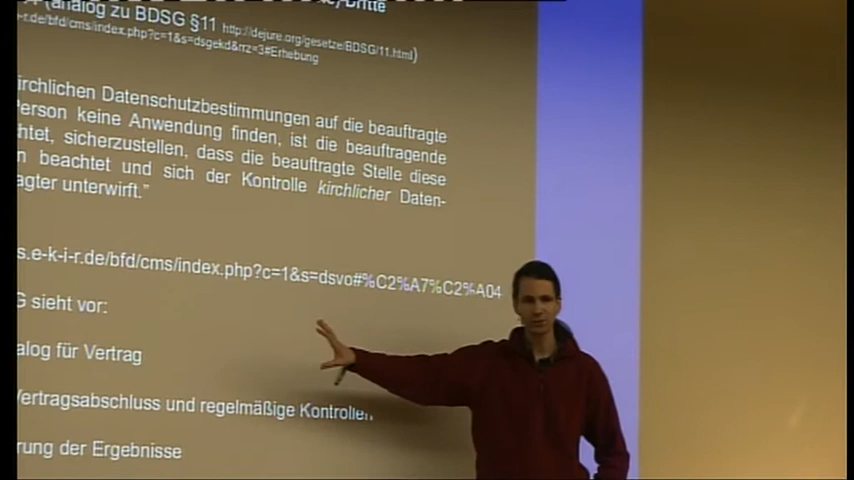 (analog zu BDSG §11 http://dejure.org/gesetze/BDSG/11.html)
-r.de/bfd/cms/index.php?c=1&s=dsgekd&rrz=3#Erhebung
irchlichen Datenschutzbestimmungen auf die beauftragte
Person keine Anwendung finden, ist die beauftragende
htet, sicherzustellen, dass die beauftragte Stelle diese
n beachtet und sich der Kontrolle kirchlicher Daten-
agter unterwirft."
s.e-k-i-r.de/bfd/cms/index.php?c=1&s=dsvo#%C2%A7%C2%A04
G sieht vor:
alog für Vertrag
Vertragsabschluss und regelmäßige Kontrollen
rung der Ergebnisse